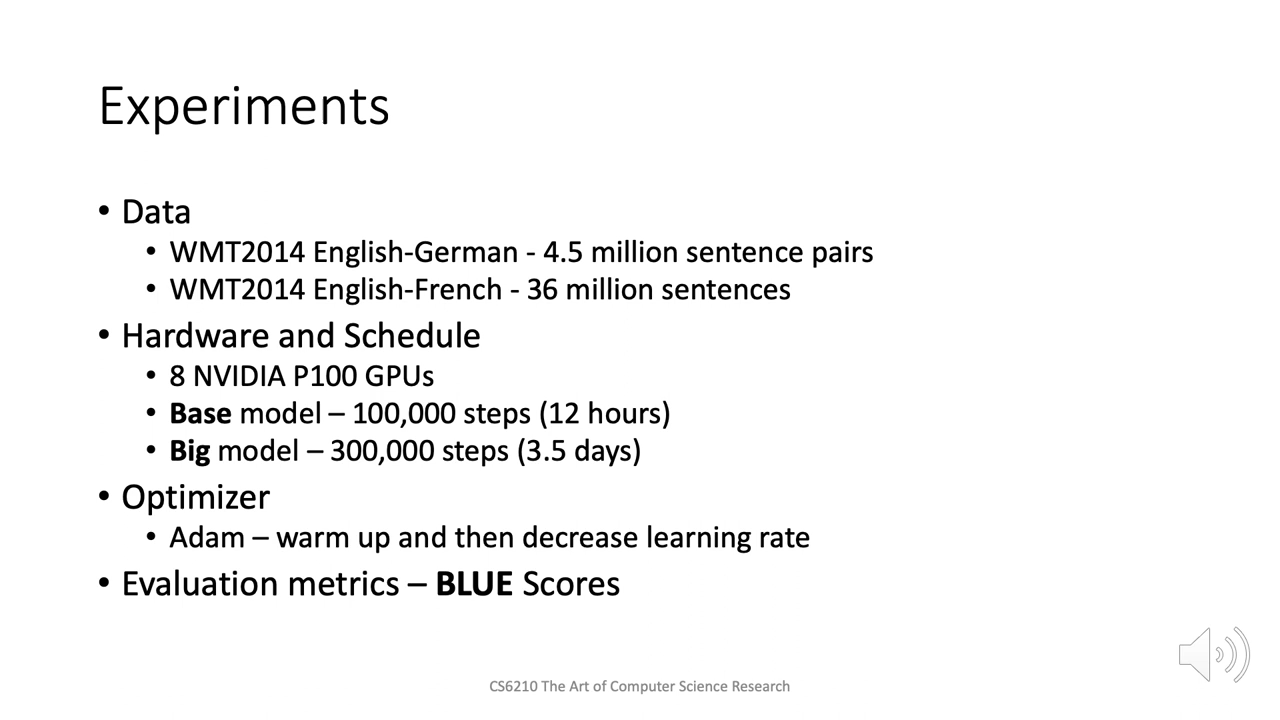 Experiments
• Data
• WMT2014 English-German - 4.5 million sentence pairs
• WMT2014 English-French - 36 million sentences
• Hardware and Schedule
• 8 NVIDIA P100 GPUs
• Base model – 100,000 steps (12 hours)
• Big model – 300,000 steps (3.5 days)
• Optimizer
• Adam – warm up and then decrease learning rate
• Evaluation metrics – BLUE Scores
CS6210 The Art of Computer Science Research